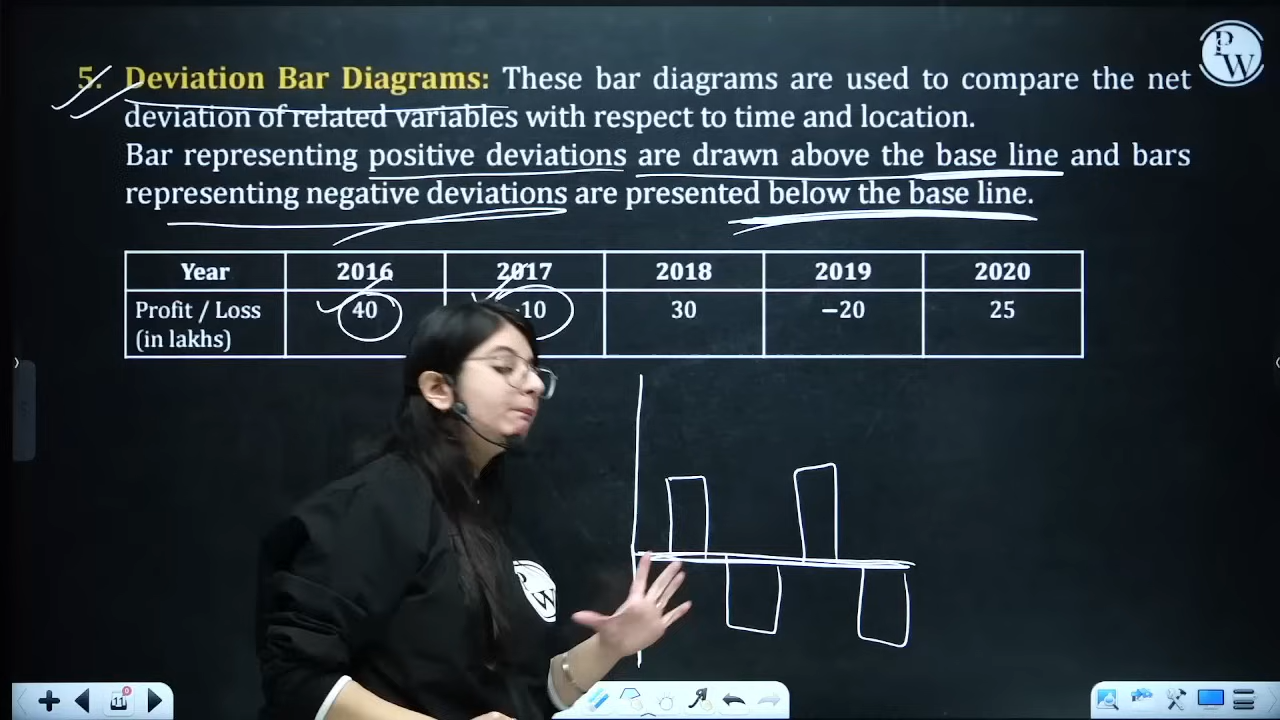 PW
5. Deviation Bar Diagrams: These bar diagrams are used to compare the net
deviation of related variables with respect to time and location.
Bar representing positive deviations are drawn above the base line and bars
representing negative deviations are presented below the base line.
Year 2016 2017 2018 2019 2020
Profit / Loss 40 -10 30 −20 25
(in lakhs)
W
11